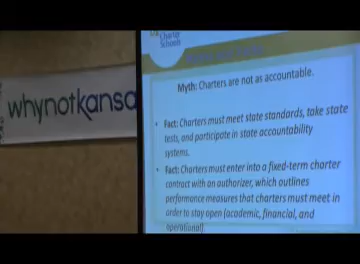 Charter
Schools
whynotkansa
Myth: Charters are not as accountable.
• Fact: Charters must meet state standards, take state
tests, and participate in state accountability
systems.
• Fact: Charters must enter into a fixed-term charter
contract with an authorizer, which outlines
performance measures that charters must meet in
order to stay open (academic, financial, and
operational).